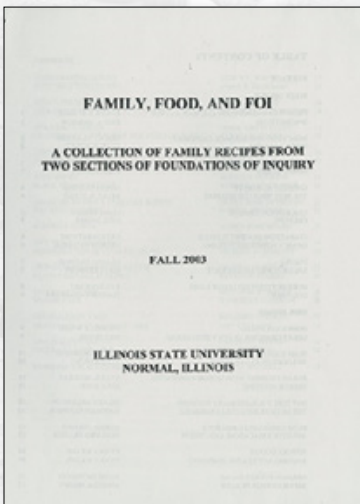 FAMILY, FOOD, AND FOI
A COLLECTION OF FAMILY RECIPES FROM
TWO SECTIONS OF FOUNDATIONS OF INQUIRY
FALL 2003
ILLINOIS STATE UNIVERSITY
NORMAL, ILLINOIS